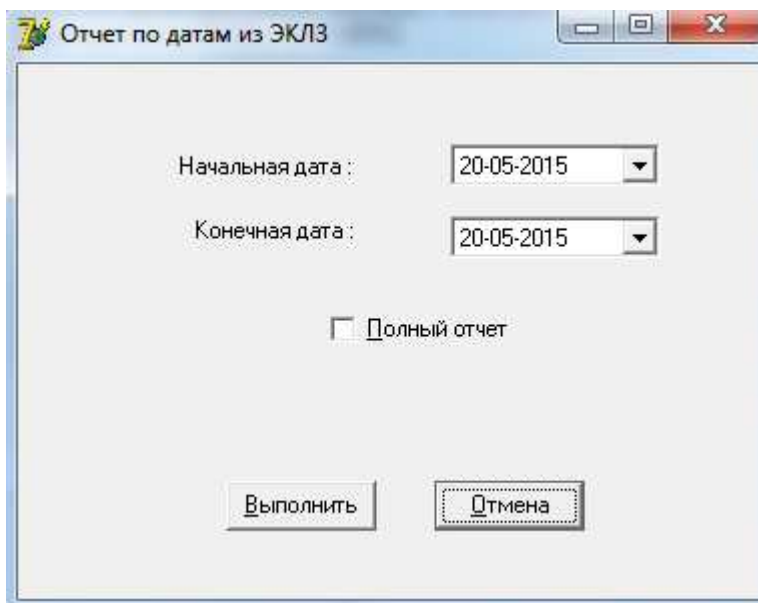 Отчет по датам из ЭКЛЗ
Начальная дата : 20-05-2015
Конечная дата : 20-05-2015
Полный отчет
Выполнить Отмена